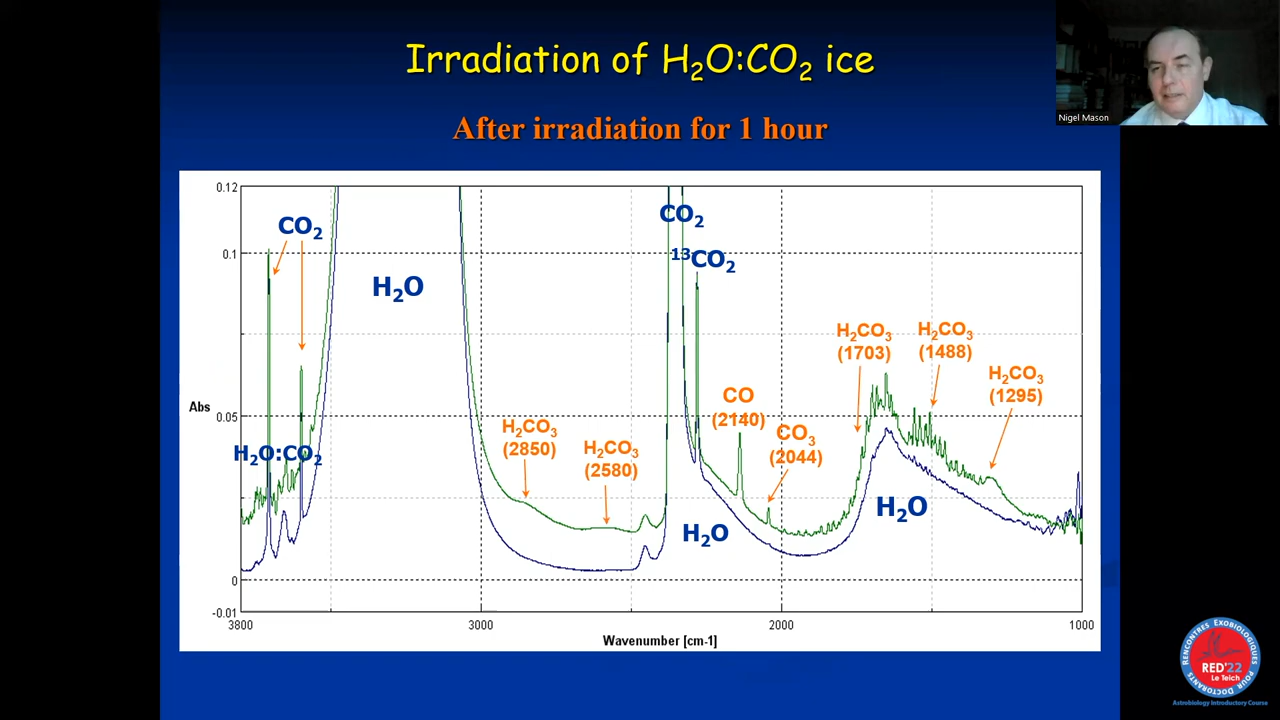 Irradiation of H₂O:CO₂ ice
Nigel Mason
After irradiation for 1 hour
0.12
0.1
0.05
0
-0.01
Abs
CO₂
H₂O
CO₂
¹³CO₂
H₂O:CO₂
H₂CO₃
(2850)
H₂CO₃
(2580)
CO
(2140)
CO₃
(2044)
H₂CO₃
(1703)
H₂CO₃
(1488)
H₂CO₃
(1295)
H₂O
H₂O
3800
3000
2000
1000
Wavenumber [cm-1]
RENCONTRES EXOBIOLOGIQUES POUR DOCTORANTS
RED'22
Le Teich
Astrobiology Introductory Course